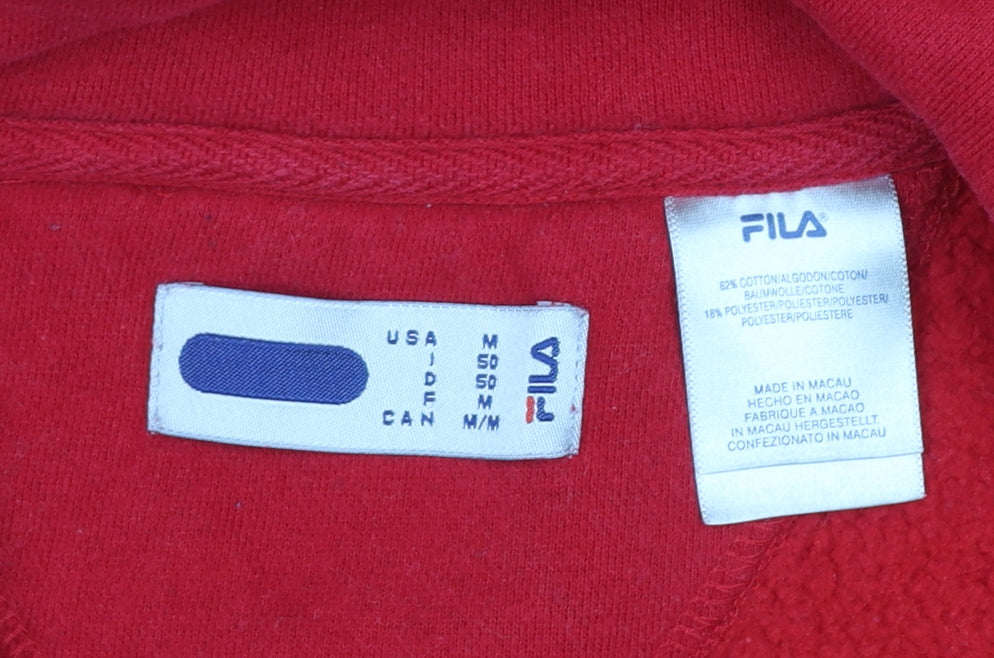 USA M
I 50
D 50
F M
CAN M/M
FILA
FILA®
82% COTTON/ALGODON/COTON/
BAUMWOLLE/COTONE
18% POLYESTER/POLIESTER/POLYESTER/
POLYESTER/POLIESTERE
MADE IN MACAU
HECHO EN MACAO
FABRIQUE A MACAO
IN MACAU HERGESTELLT
CONFEZIONATO IN MACAU